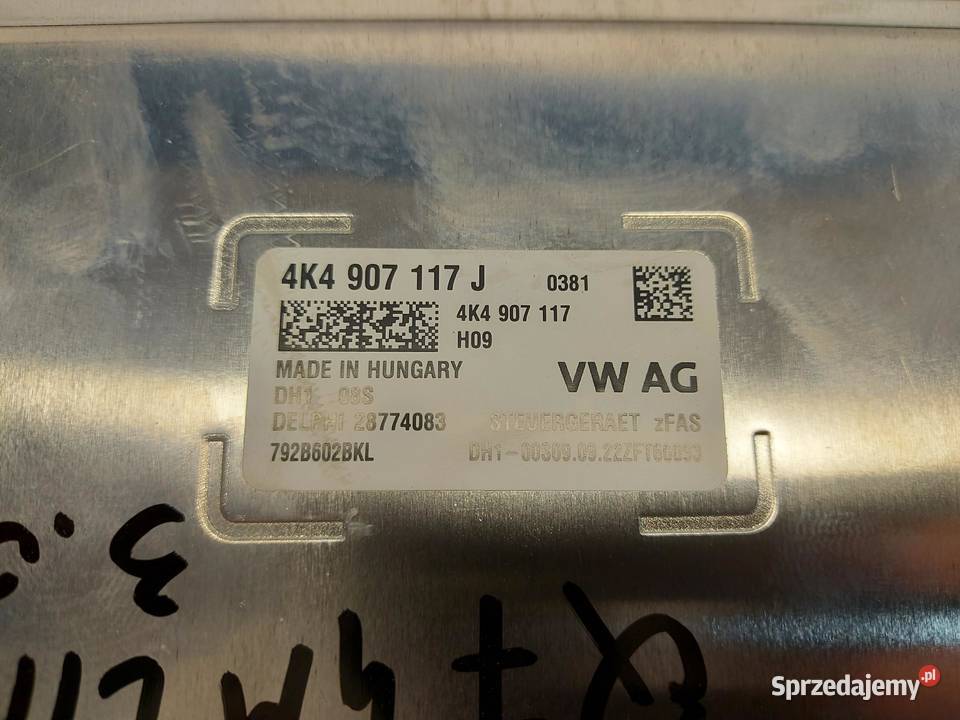 4K4 907 117 J 0381
4K4 907 117
H09
MADE IN HUNGARY
VW AG
DH1 08S
DELPHI 28774083 STEUERGERAET zFAS
792B602BKL
Sprzedajemy.pl